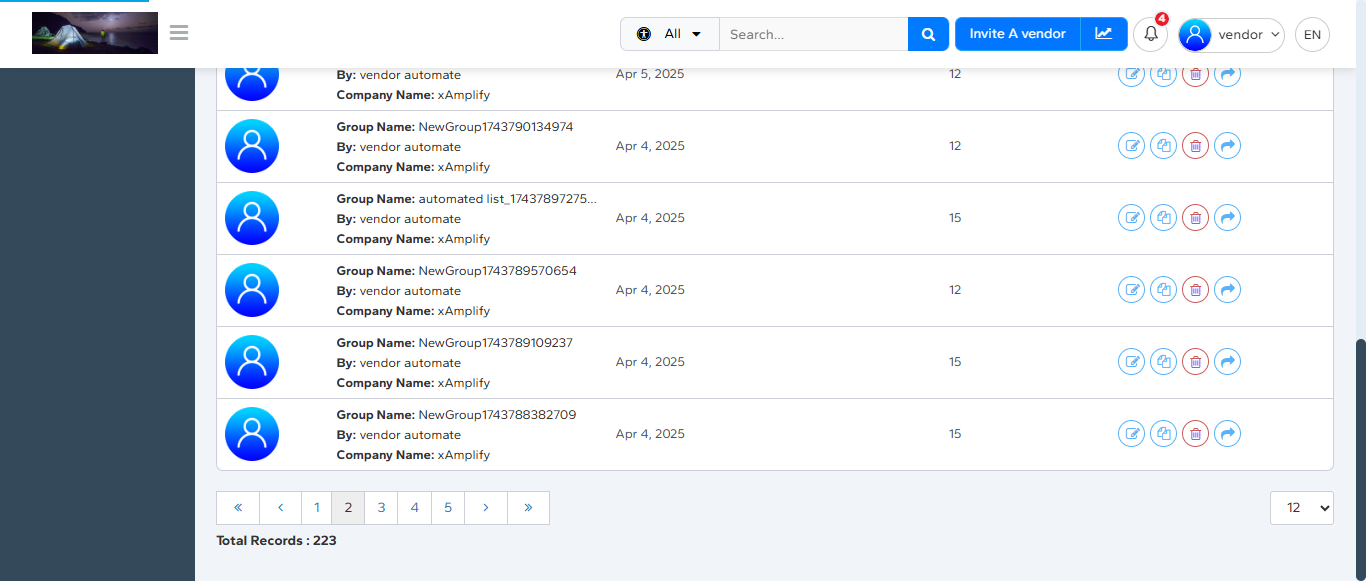 All
Search...
Invite A vendor
4
vendor
EN
By: vendor automate
Apr 5, 2025
12
Company Name: xAmplify
Group Name: NewGroup1743790134974
By: vendor automate
Apr 4, 2025
12
Company Name: xAmplify
Group Name: automated list_17437897275...
By: vendor automate
Apr 4, 2025
15
Company Name: xAmplify
Group Name: NewGroup1743789570654
By: vendor automate
Apr 4, 2025
12
Company Name: xAmplify
Group Name: NewGroup1743789109237
By: vendor automate
Apr 4, 2025
15
Company Name: xAmplify
Group Name: NewGroup1743788382709
By: vendor automate
Apr 4, 2025
15
Company Name: xAmplify
« ‹ 1 2 3 4 5 › »
12
Total Records : 223